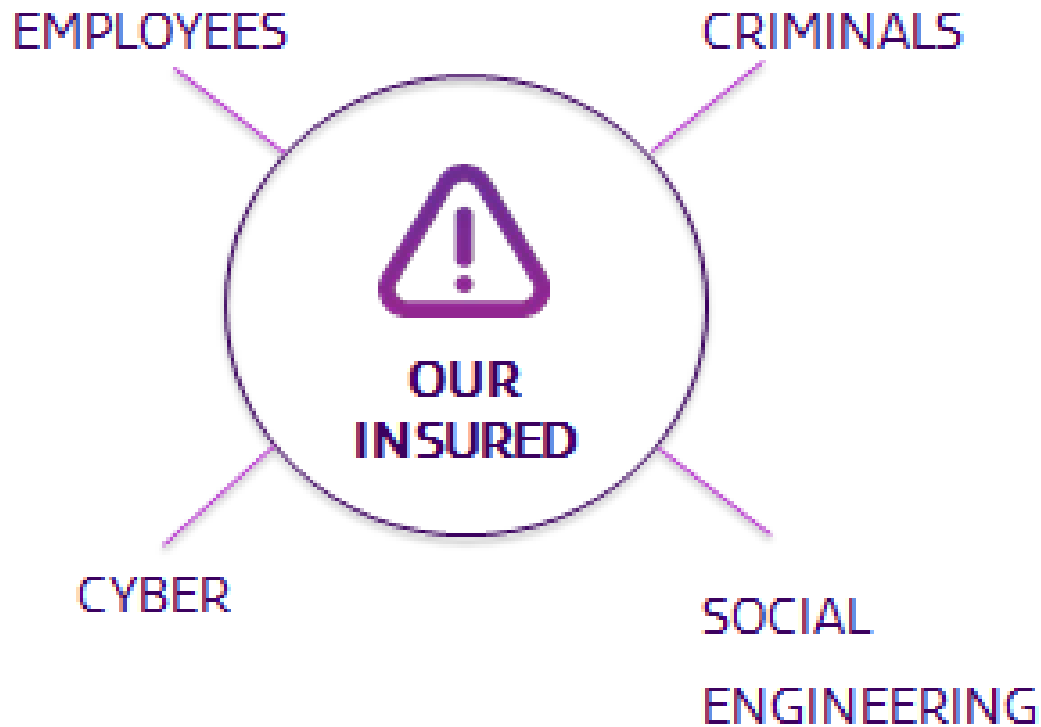 EMPLOYEES
CRIMINALS
OUR
INSURED
CYBER
SOCIAL
ENGINEERING